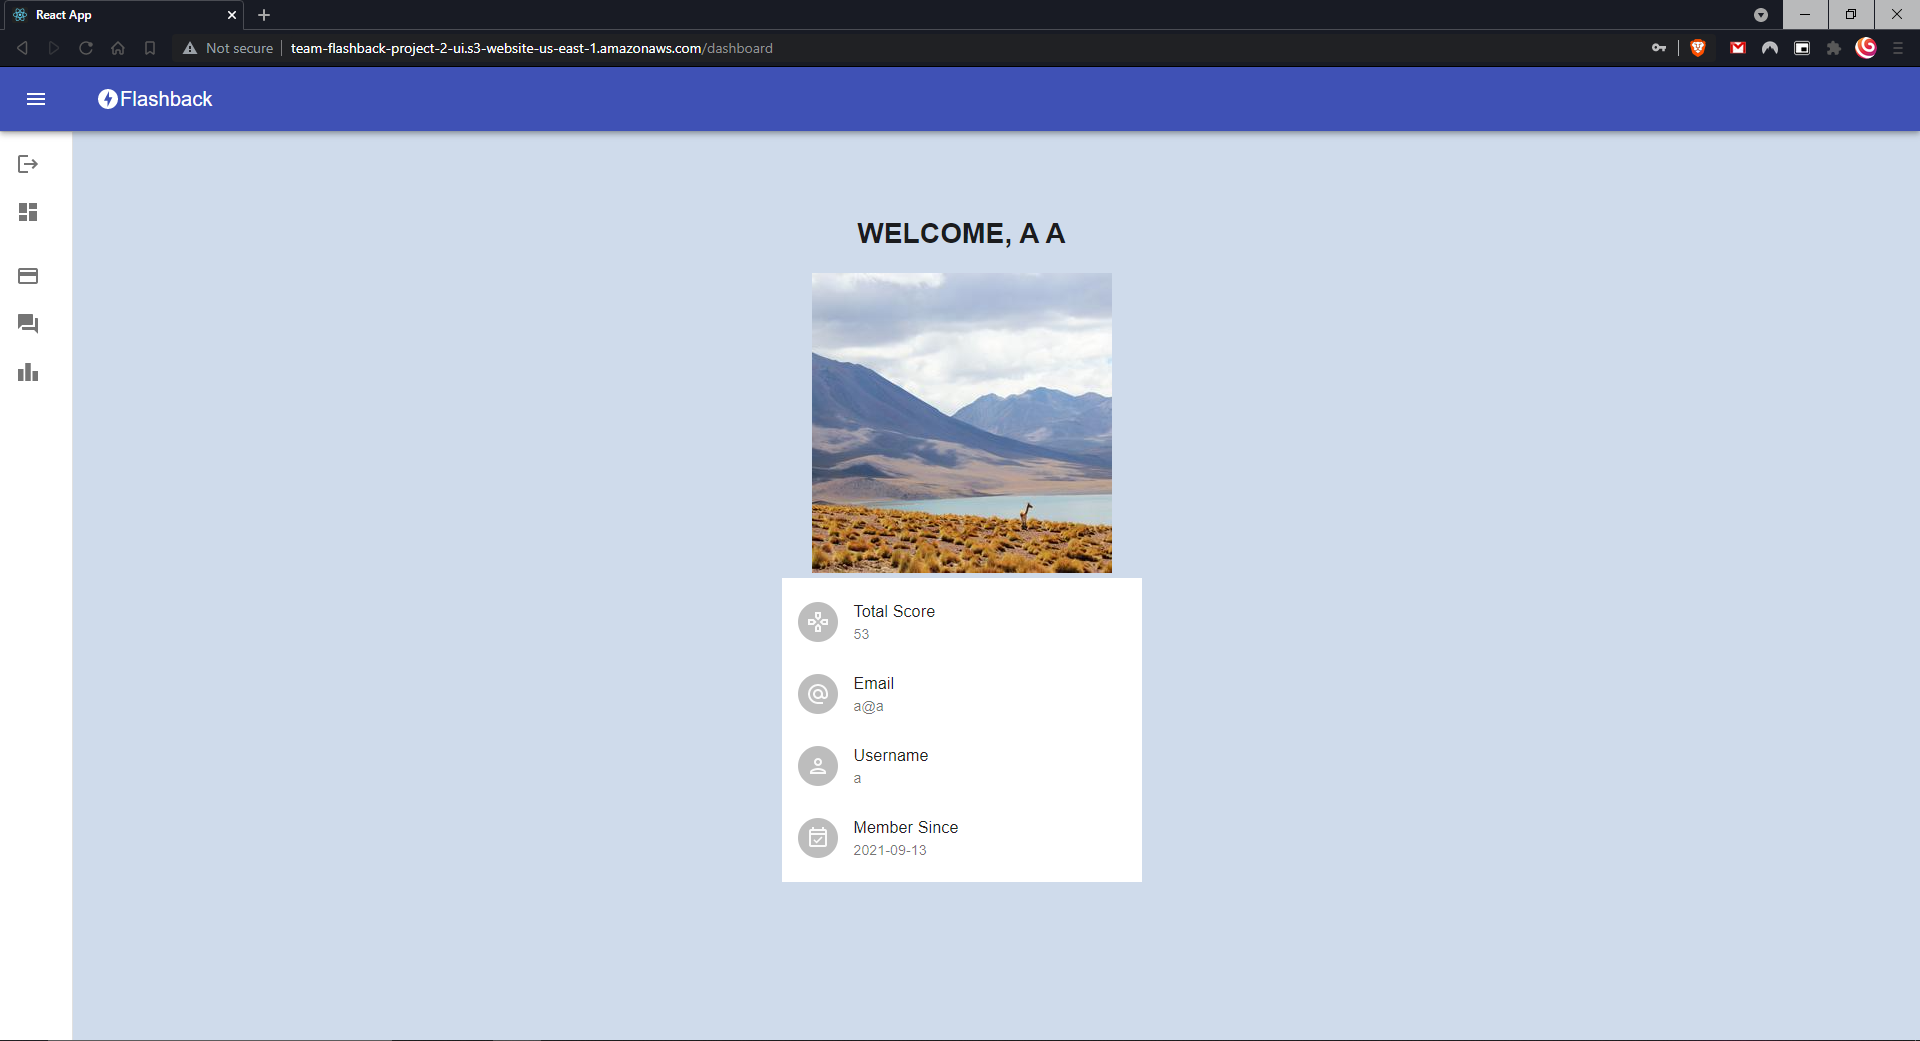 React App
Not secure
team-flashback-project-2-ui.s3-website-us-east-1.amazonaws.com/dashboard
Flashback
WELCOME, A A
Total Score
53
Email
a@a
Username
a
Member Since
2021-09-13